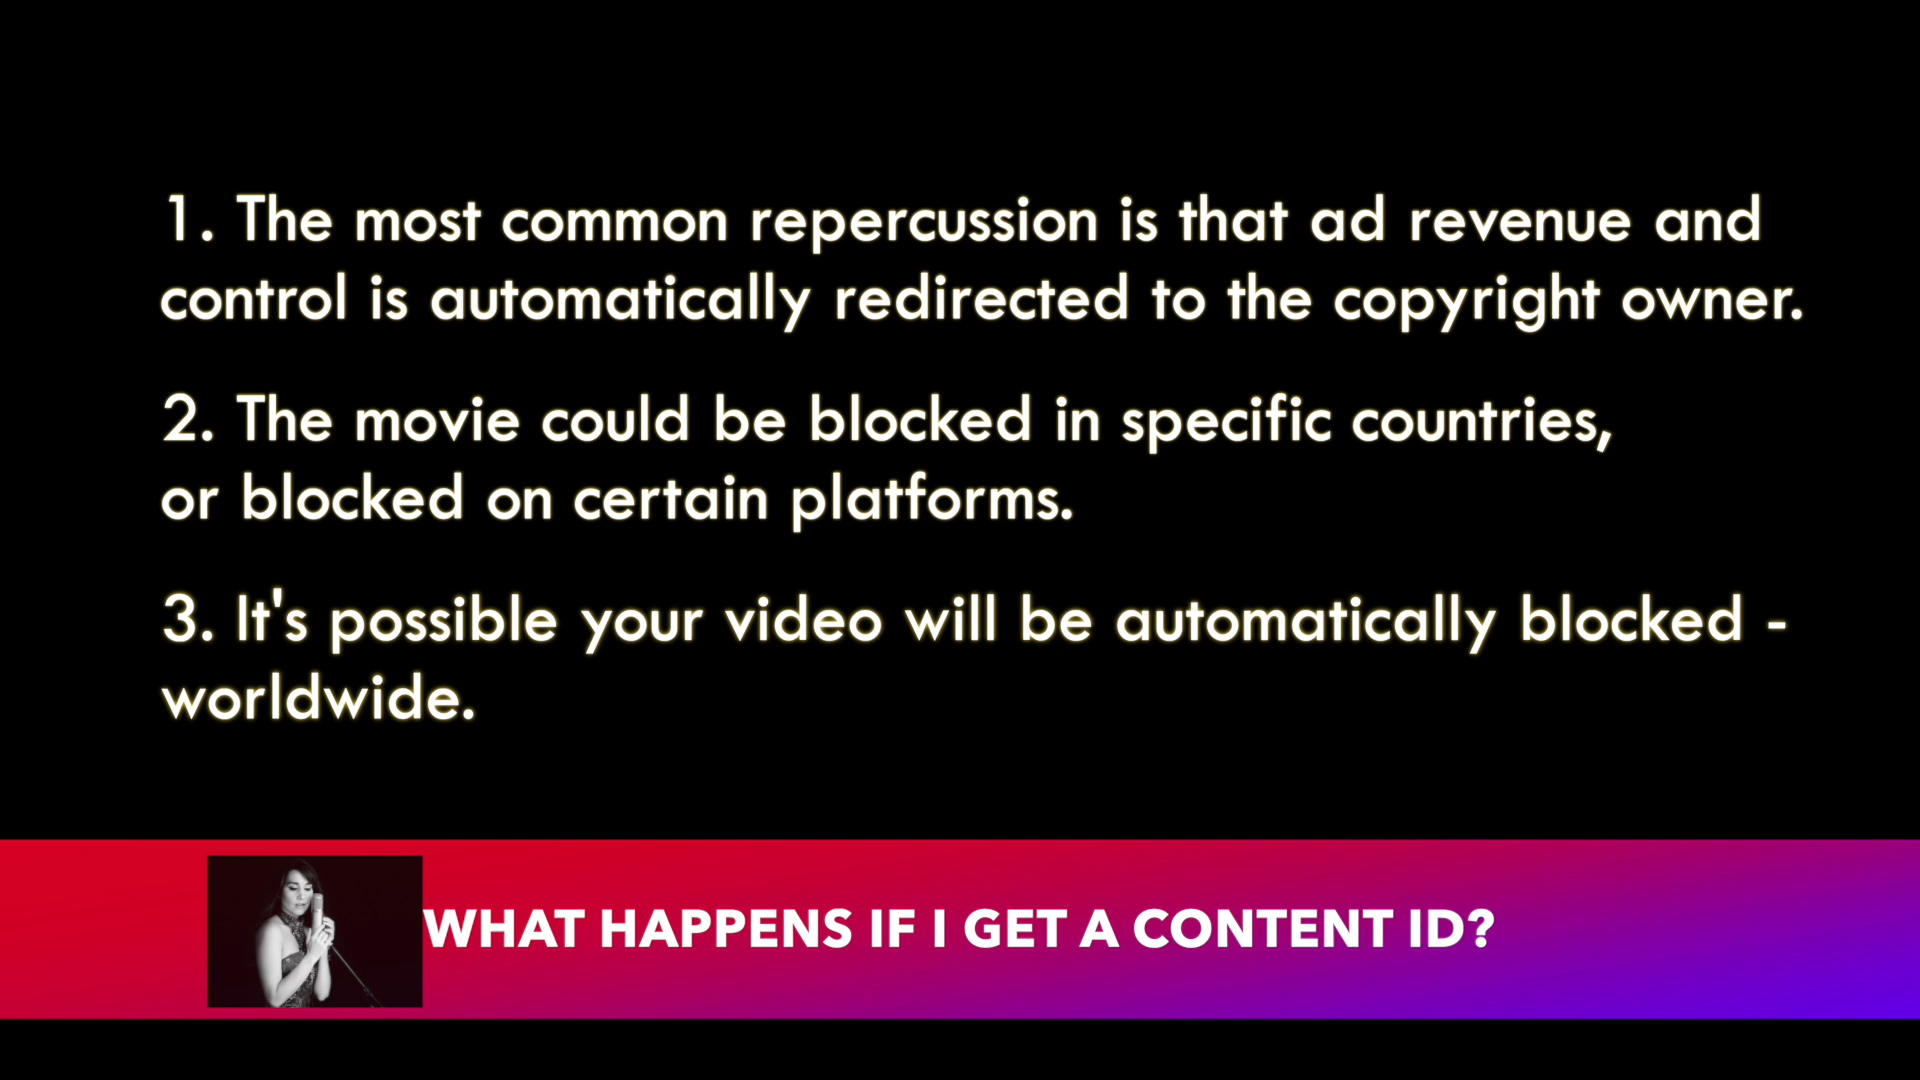 1. The most common repercussion is that ad revenue and
control is automatically redirected to the copyright owner.
2. The movie could be blocked in specific countries,
or blocked on certain platforms.
3. It's possible your video will be automatically blocked -
worldwide.
WHAT HAPPENS IF I GET A CONTENT ID?